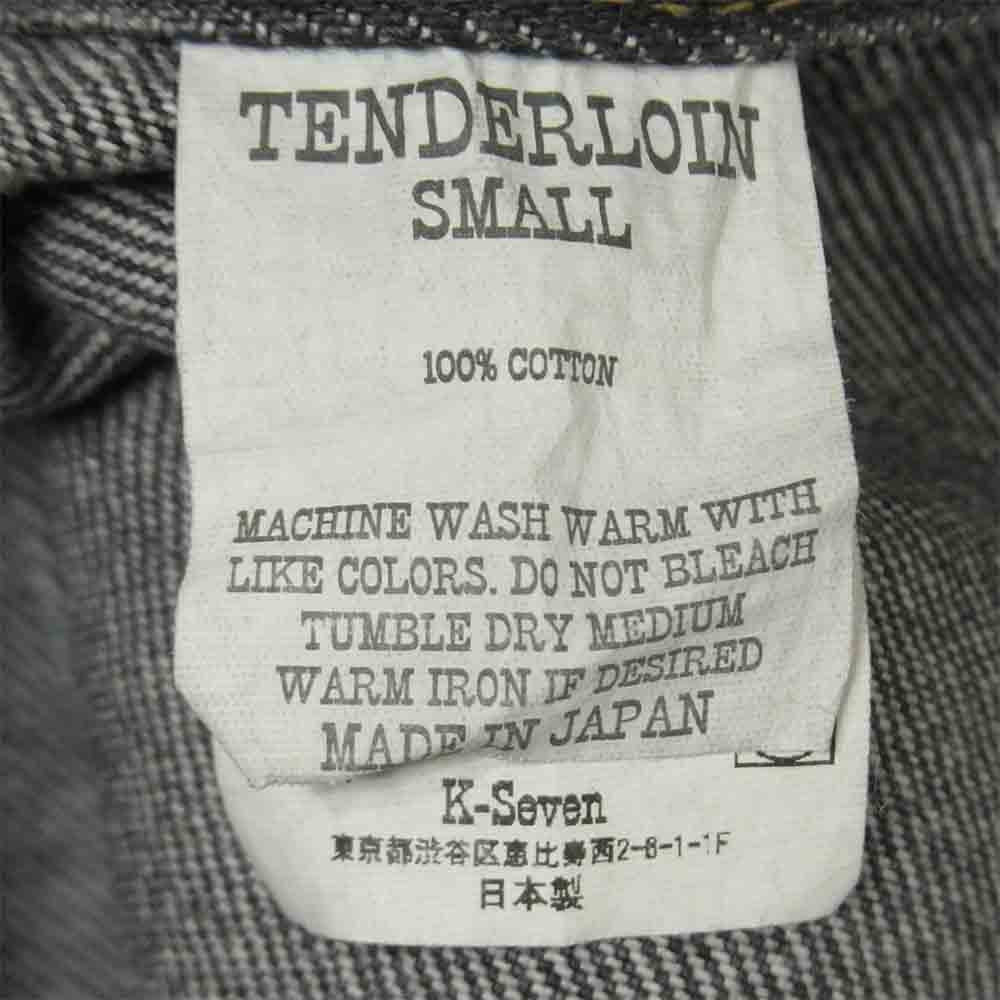 TENDERLOIN
SMALL
100% COTTON
MACHINE WASH WARM WITH
LIKE COLORS. DO NOT BLEACH
TUMBLE DRY MEDIUM
WARM IRON IF DESIRED
MADE IN JAPAN
K-Seven
東京都渋谷区恵比寿西2-8-1-1F
日本製